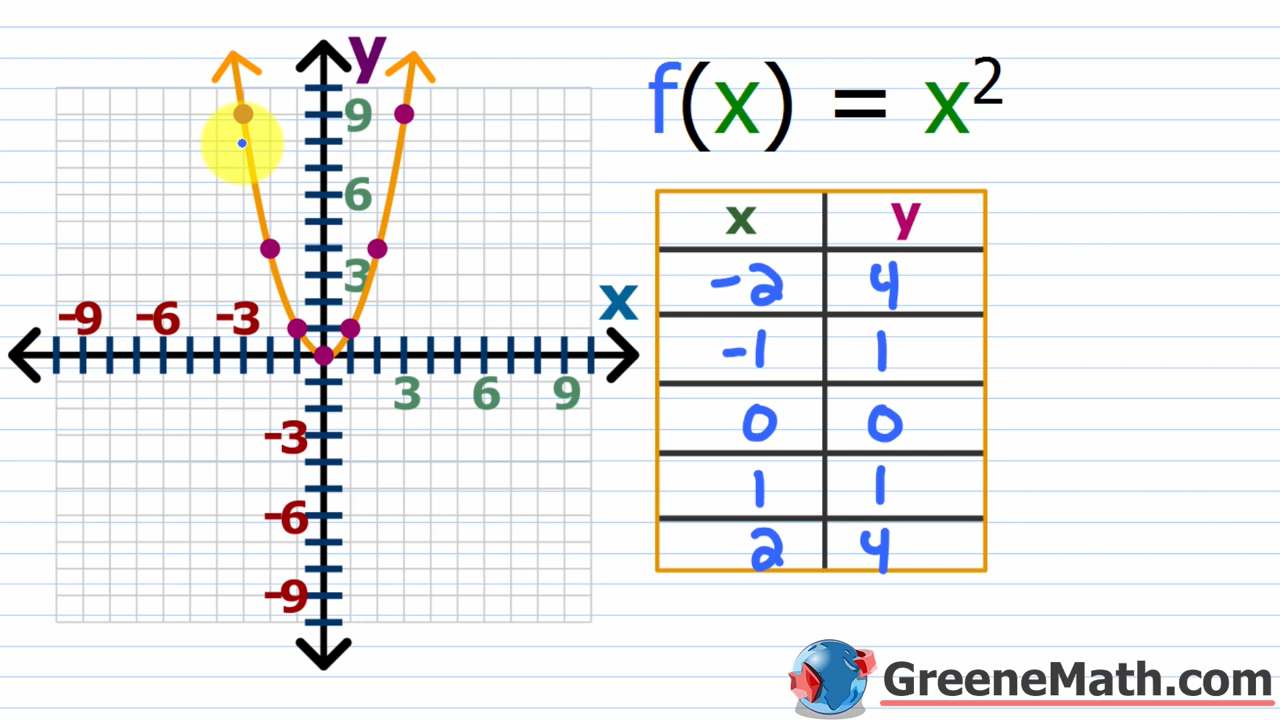 y
f(x) = x²
9
6
3
x
-9 -6 -3
3 6 9
-3
-6
-9
x y
-2 4
-1 1
0 0
1 1
2 4
GreeneMath.com